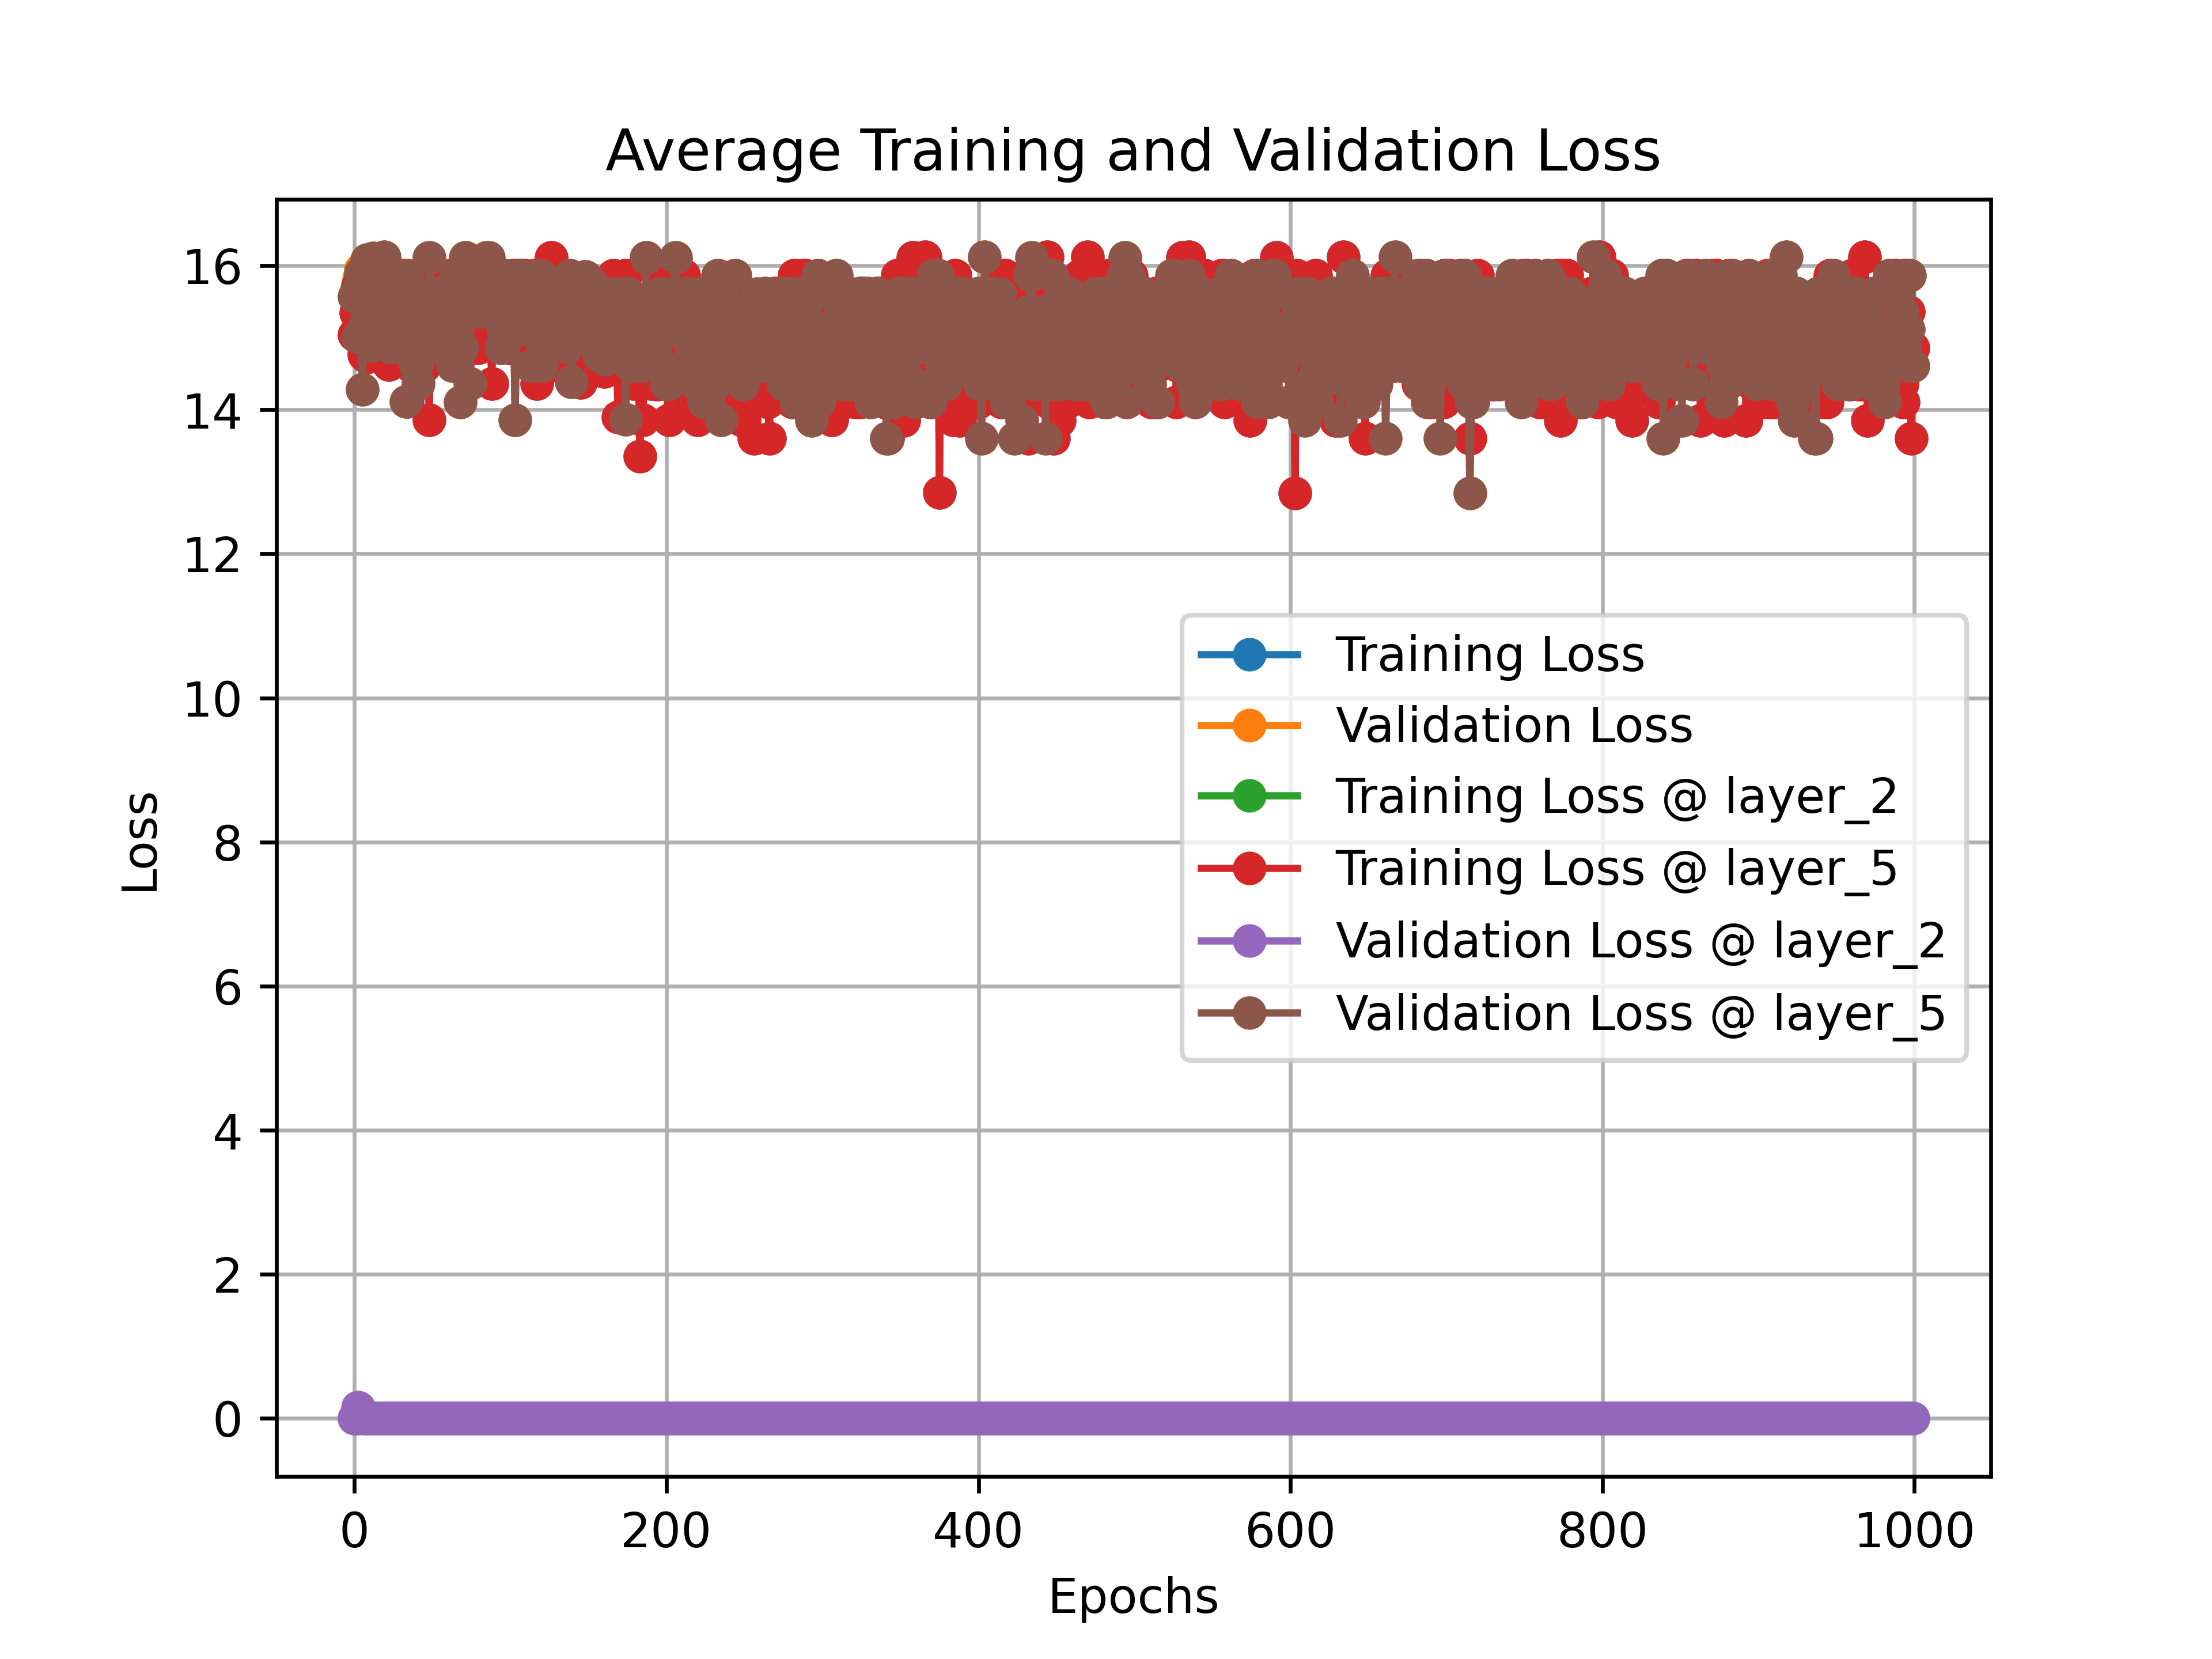 Average Training and Validation Loss
16
14
12
10
8
6
4
2
0
Loss
Training Loss
Validation Loss
Training Loss @ layer_2
Training Loss @ layer_5
Validation Loss @ layer_2
Validation Loss @ layer_5
0 200 400 600 800 1000
Epochs